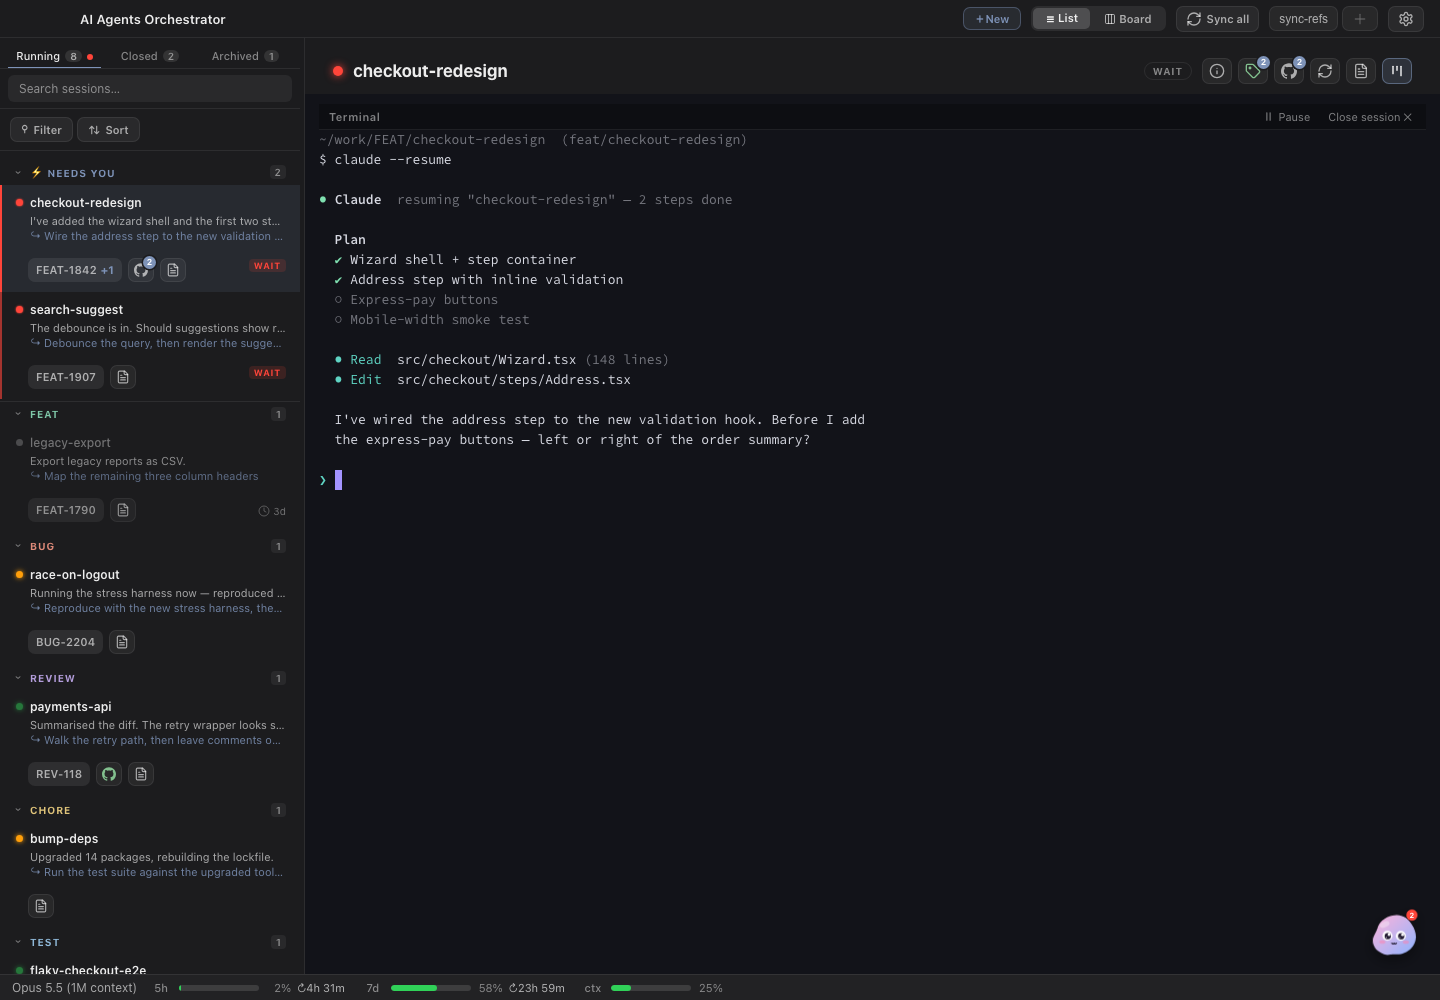 AI Agents Orchestrator
+ New
List
Board
Sync all
sync-refs
+
Running 8
Closed 2
Archived 1
Search sessions...
Filter
Sort
NEEDS YOU 2
checkout-redesign
I've added the wizard shell and the first two st...
↪ Wire the address step to the new validation ...
FEAT-1842 +1
2
WAIT
search-suggest
The debounce is in. Should suggestions show r...
↪ Debounce the query, then render the sugge...
FEAT-1907
WAIT
FEAT 1
legacy-export
Export legacy reports as CSV.
↪ Map the remaining three column headers
FEAT-1790
3d
BUG 1
race-on-logout
Running the stress harness now — reproduced ...
↪ Reproduce with the new stress harness, the...
BUG-2204
REVIEW 1
payments-api
Summarised the diff. The retry wrapper looks s...
↪ Walk the retry path, then leave comments o...
REV-118
CHORE 1
bump-deps
Upgraded 14 packages, rebuilding the lockfile.
↪ Run the test suite against the upgraded tool...
TEST 1
flaky-checkout-e2e
checkout-redesign
WAIT
2
2
Terminal
Pause
Close session ×
~/work/FEAT/checkout-redesign (feat/checkout-redesign)
$ claude --resume
● Claude resuming "checkout-redesign" — 2 steps done
Plan
✔ Wizard shell + step container
✔ Address step with inline validation
○ Express-pay buttons
○ Mobile-width smoke test
● Read src/checkout/Wizard.tsx (148 lines)
● Edit src/checkout/steps/Address.tsx
I've wired the address step to the new validation hook. Before I add
the express-pay buttons — left or right of the order summary?
❯
2
Opus 5.5 (1M context) 5h 2% ↻4h 31m 7d 58% ↻23h 59m ctx 25%